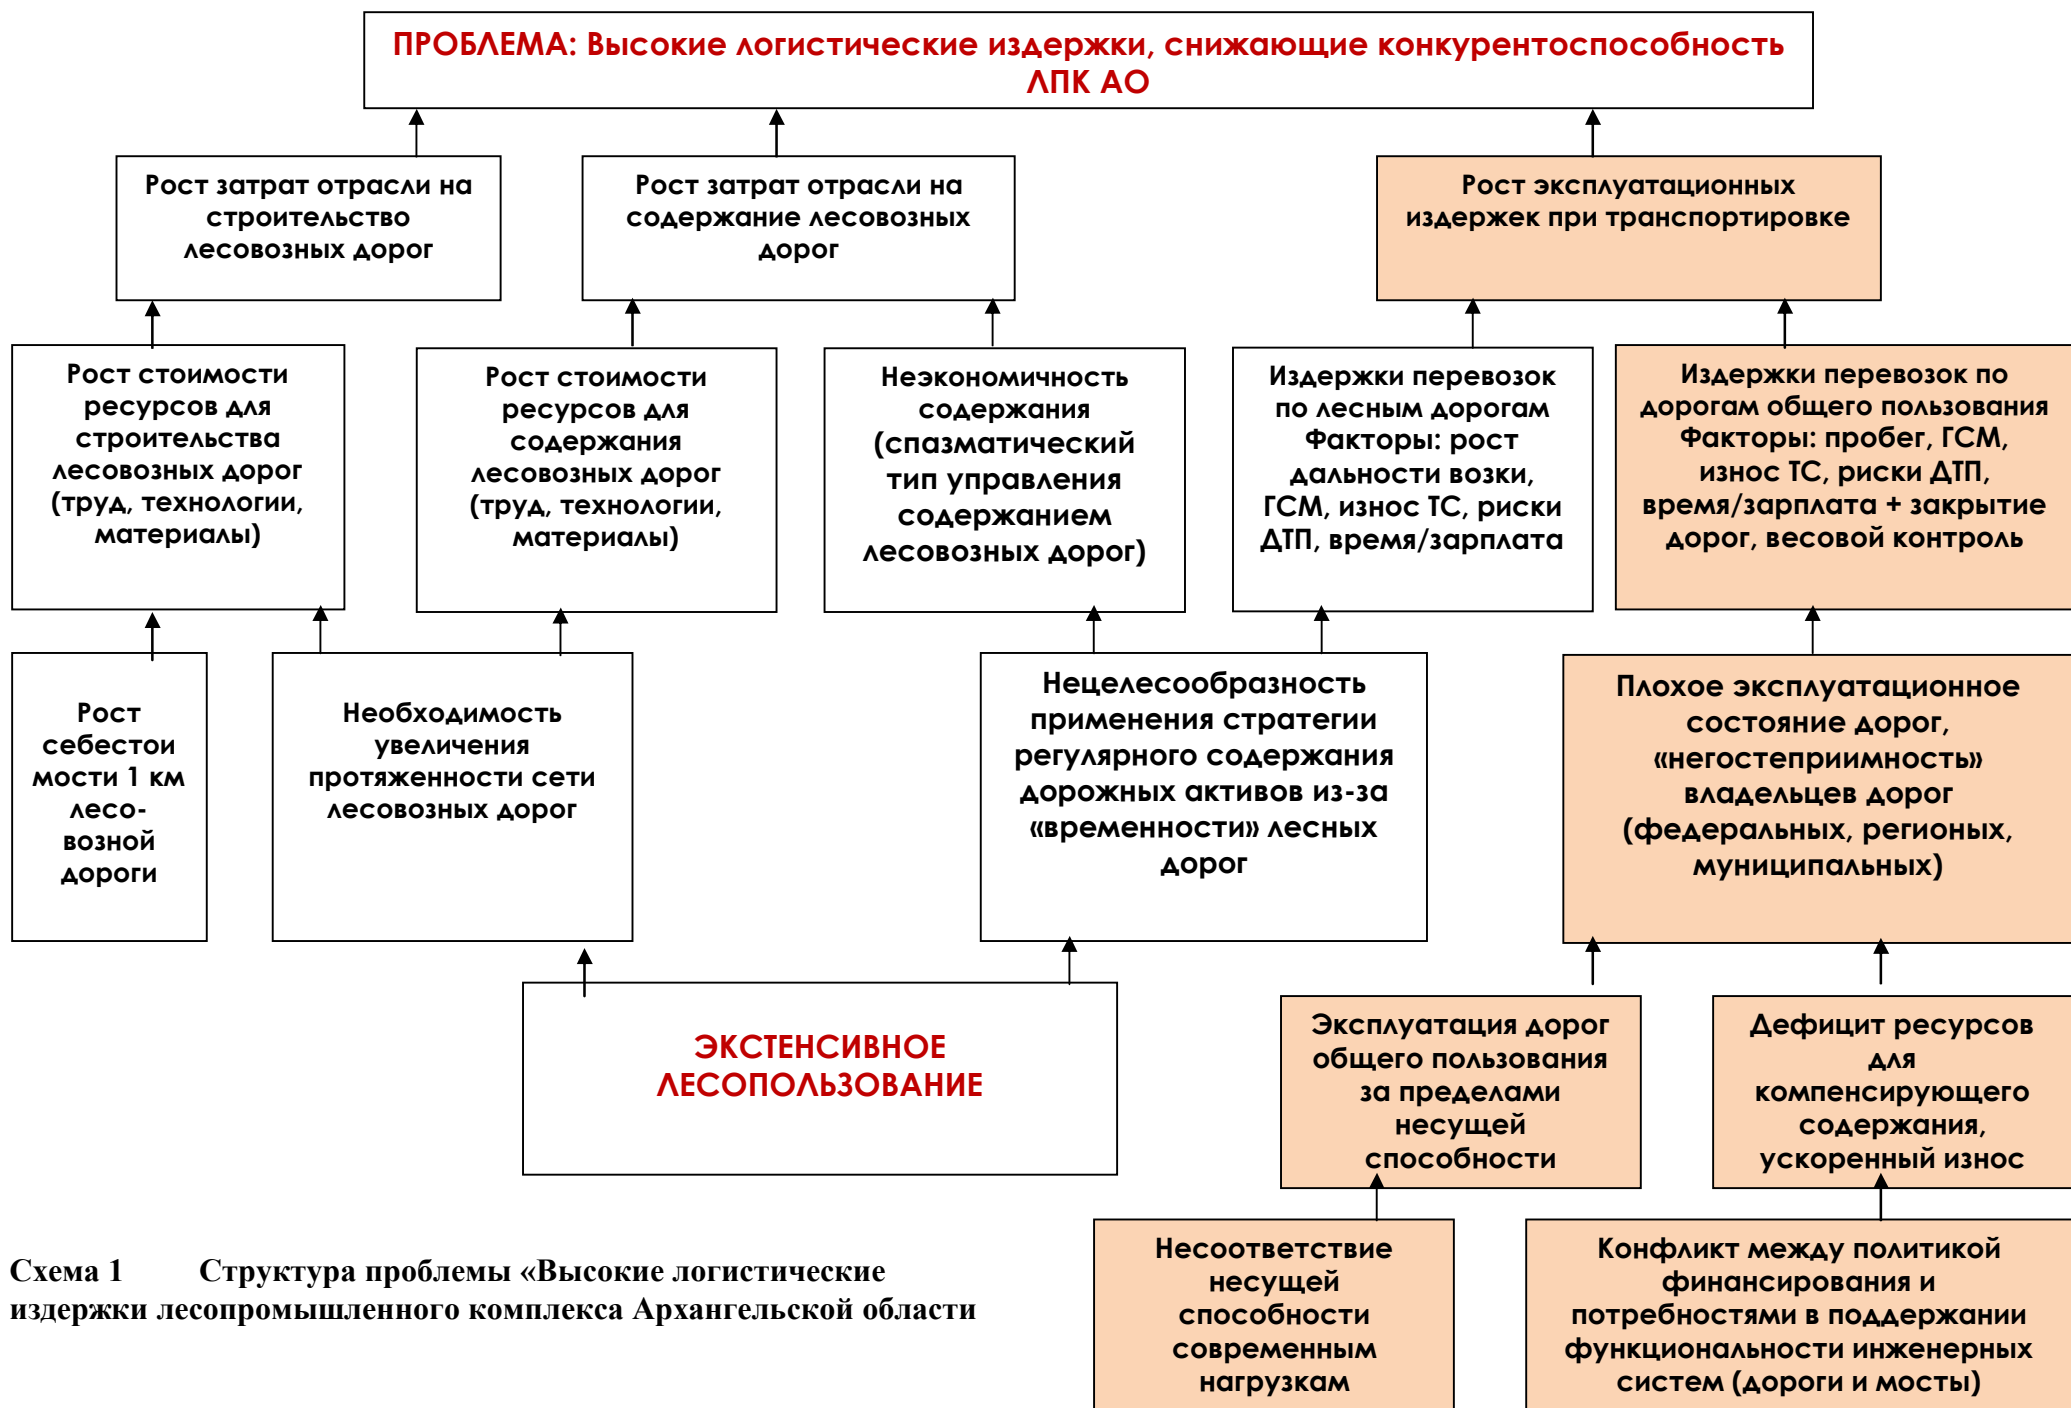 ПРОБЛЕМА: Высокие логистические издержки, снижающие конкурентоспособность
ЛПК АО
Рост затрат отрасли на
строительство
лесовозных дорог
Рост затрат отрасли на
содержание лесовозных
дорог
Рост эксплуатационных
издержек при транспортировке
Рост стоимости
ресурсов для
строительства
лесовозных дорог
(труд, технологии,
материалы)
Рост стоимости
ресурсов для
содержания
лесовозных дорог
(труд, технологии,
материалы)
Неэкономичность
содержания
(спазматический
тип управления
содержанием
лесовозных дорог)
Издержки перевозок
по лесным дорогам
Факторы: рост
дальности возки,
ГСМ, износ ТС, риски
ДТП, время/зарплата
Издержки перевозок по
дорогам общего пользования
Факторы: пробег, ГСМ,
износ ТС, риски ДТП,
время/зарплата + закрытие
дорог, весовой контроль
Рост
себестои
мости 1 км
лесо-
возной
дороги
Необходимость
увеличения
протяженности сети
лесовозных дорог
Нецелесообразность
применения стратегии
регулярного содержания
дорожных активов из-за
«временности» лесных
дорог
Плохое эксплуатационное
состояние дорог,
«негостеприимность»
владельцев дорог
(федеральных, регионых,
муниципальных)
ЭКСТЕНСИВНОЕ
ЛЕСОПОЛЬЗОВАНИЕ
Эксплуатация дорог
общего пользования
за пределами
несущей
способности
Дефицит ресурсов
для
компенсирующего
содержания,
ускоренный износ
Несоответствие
несущей
способности
современным
нагрузкам
Конфликт между политикой
финансирования и
потребностями в поддержании
функциональности инженерных
систем (дороги и мосты)
Схема 1 Структура проблемы «Высокие логистические
издержки лесопромышленного комплекса Архангельской области